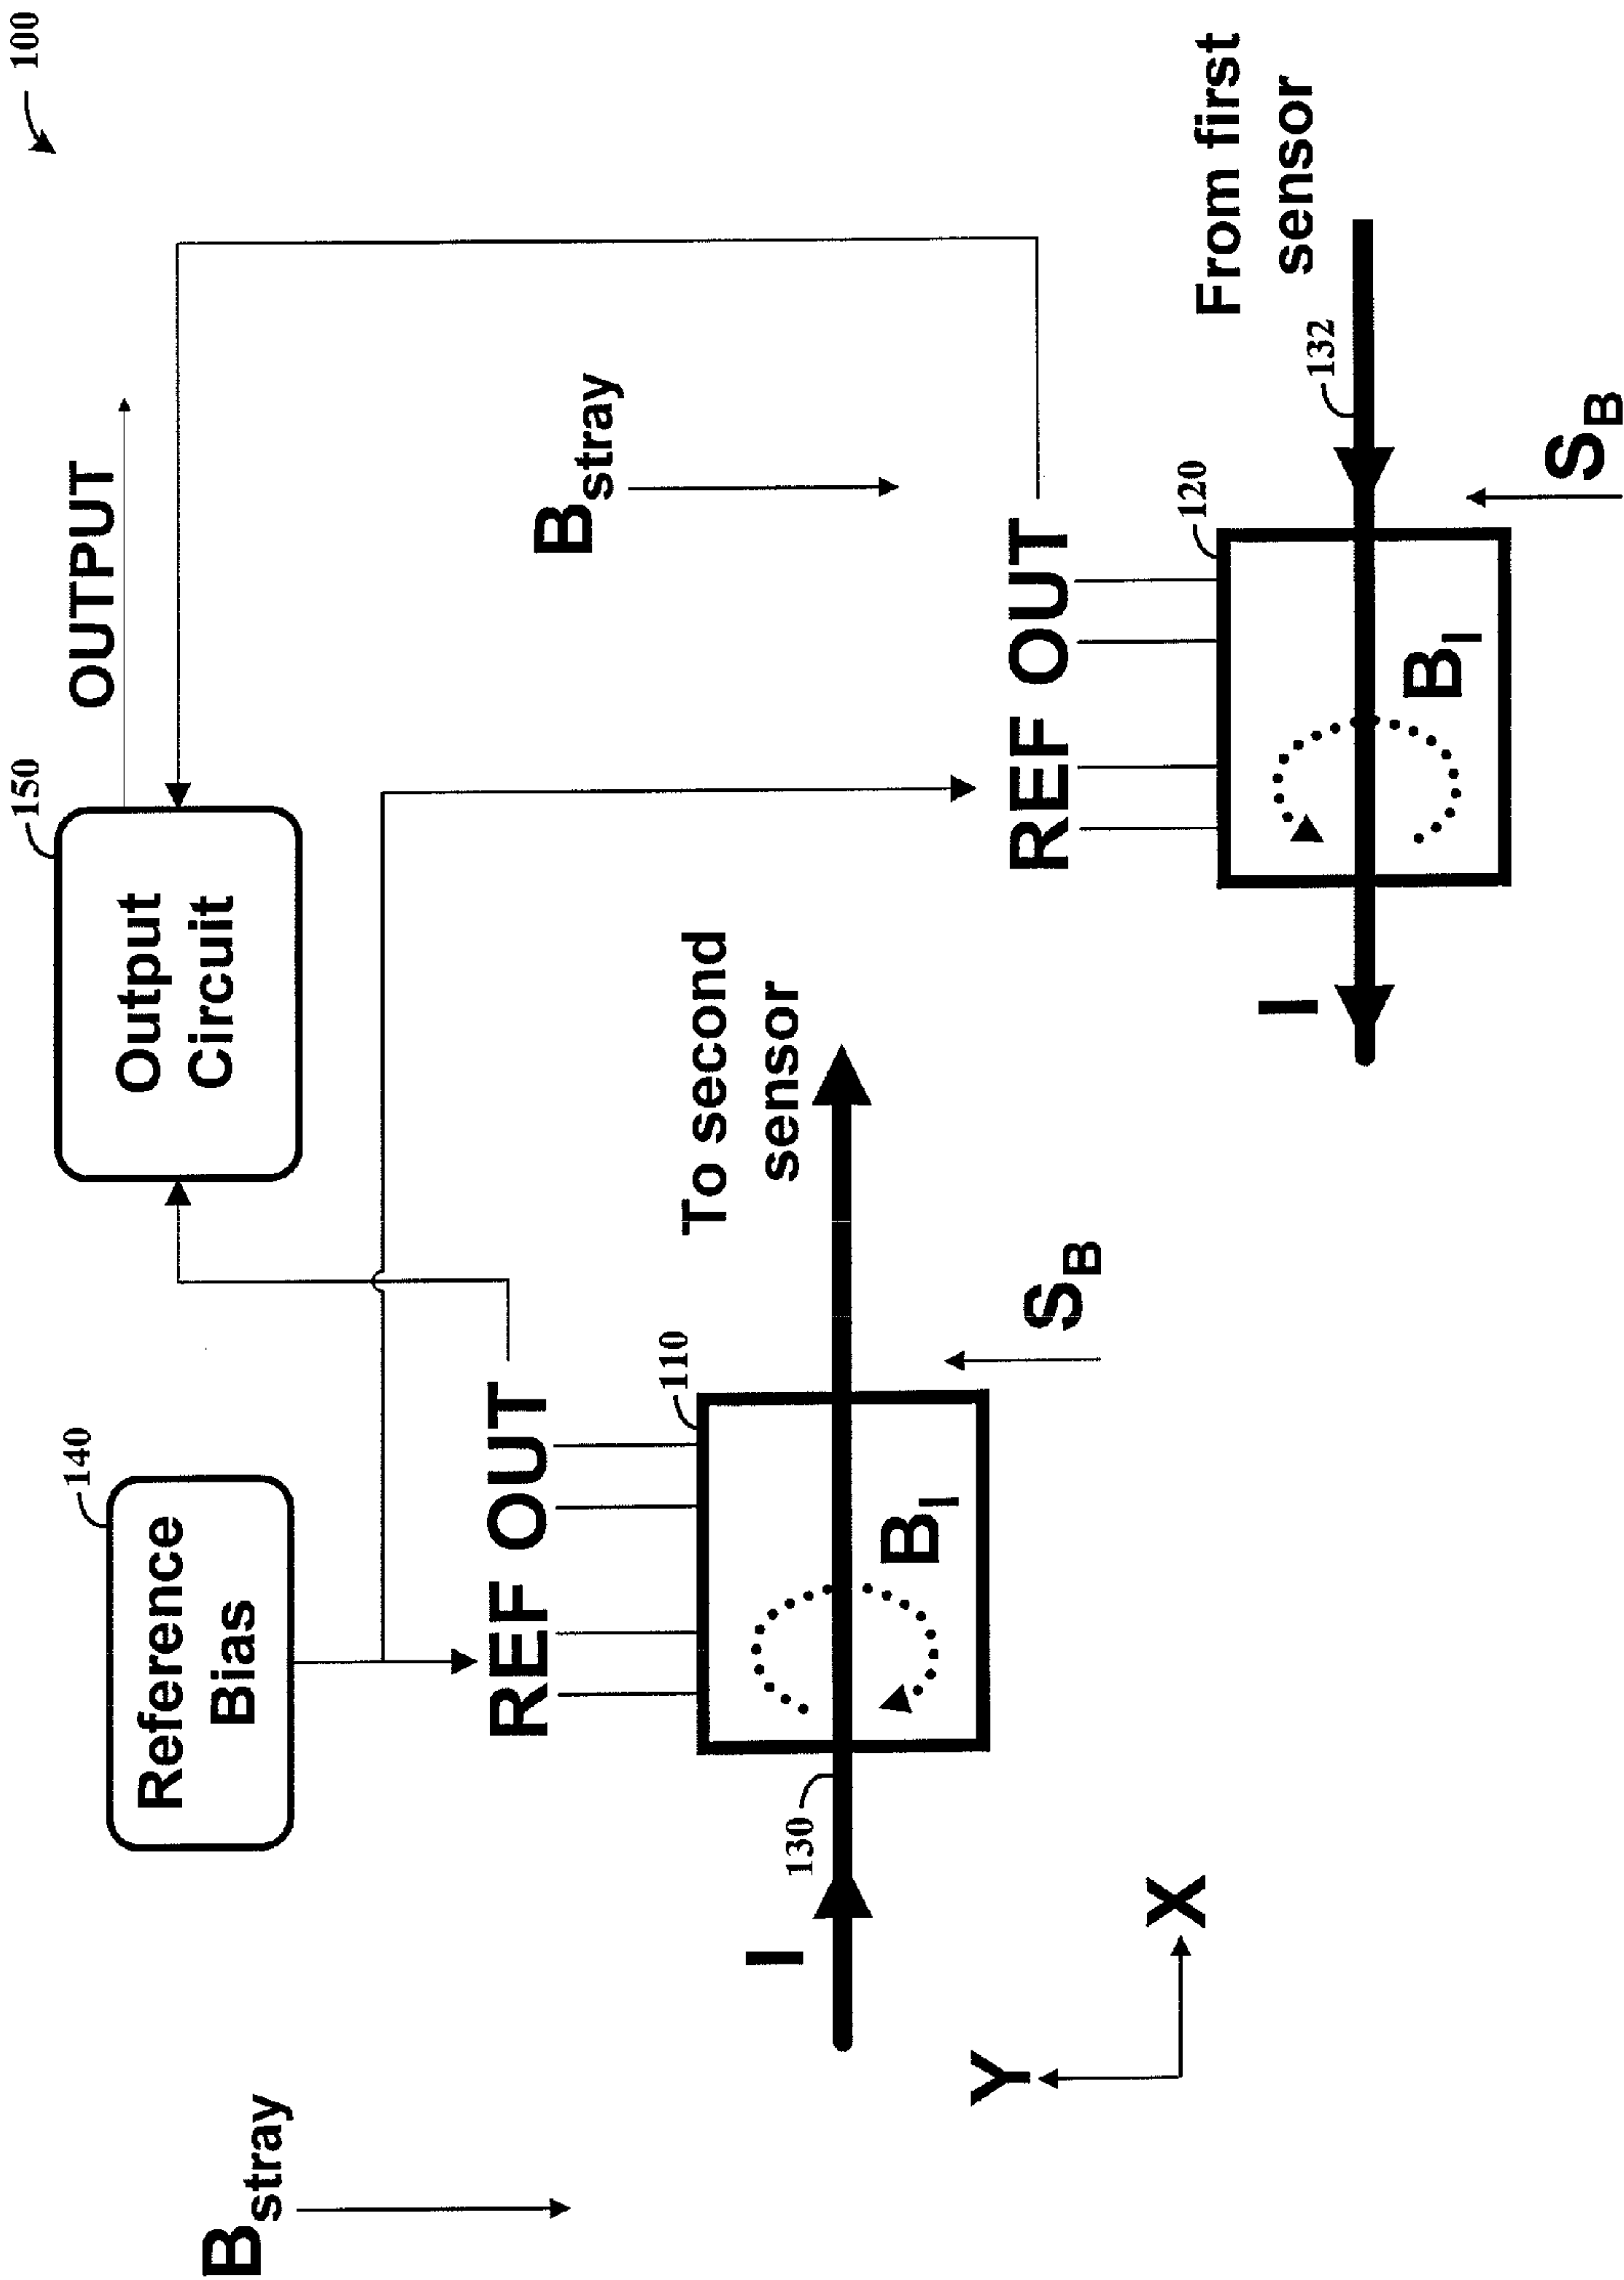 100
B stray
140
Reference
Bias
150
Output
Circuit
OUTPUT
REF OUT
110
B I
130
I
S B
To second
sensor
B stray
REF OUT
120
B I
I
132
S B
From first
sensor
Y
X